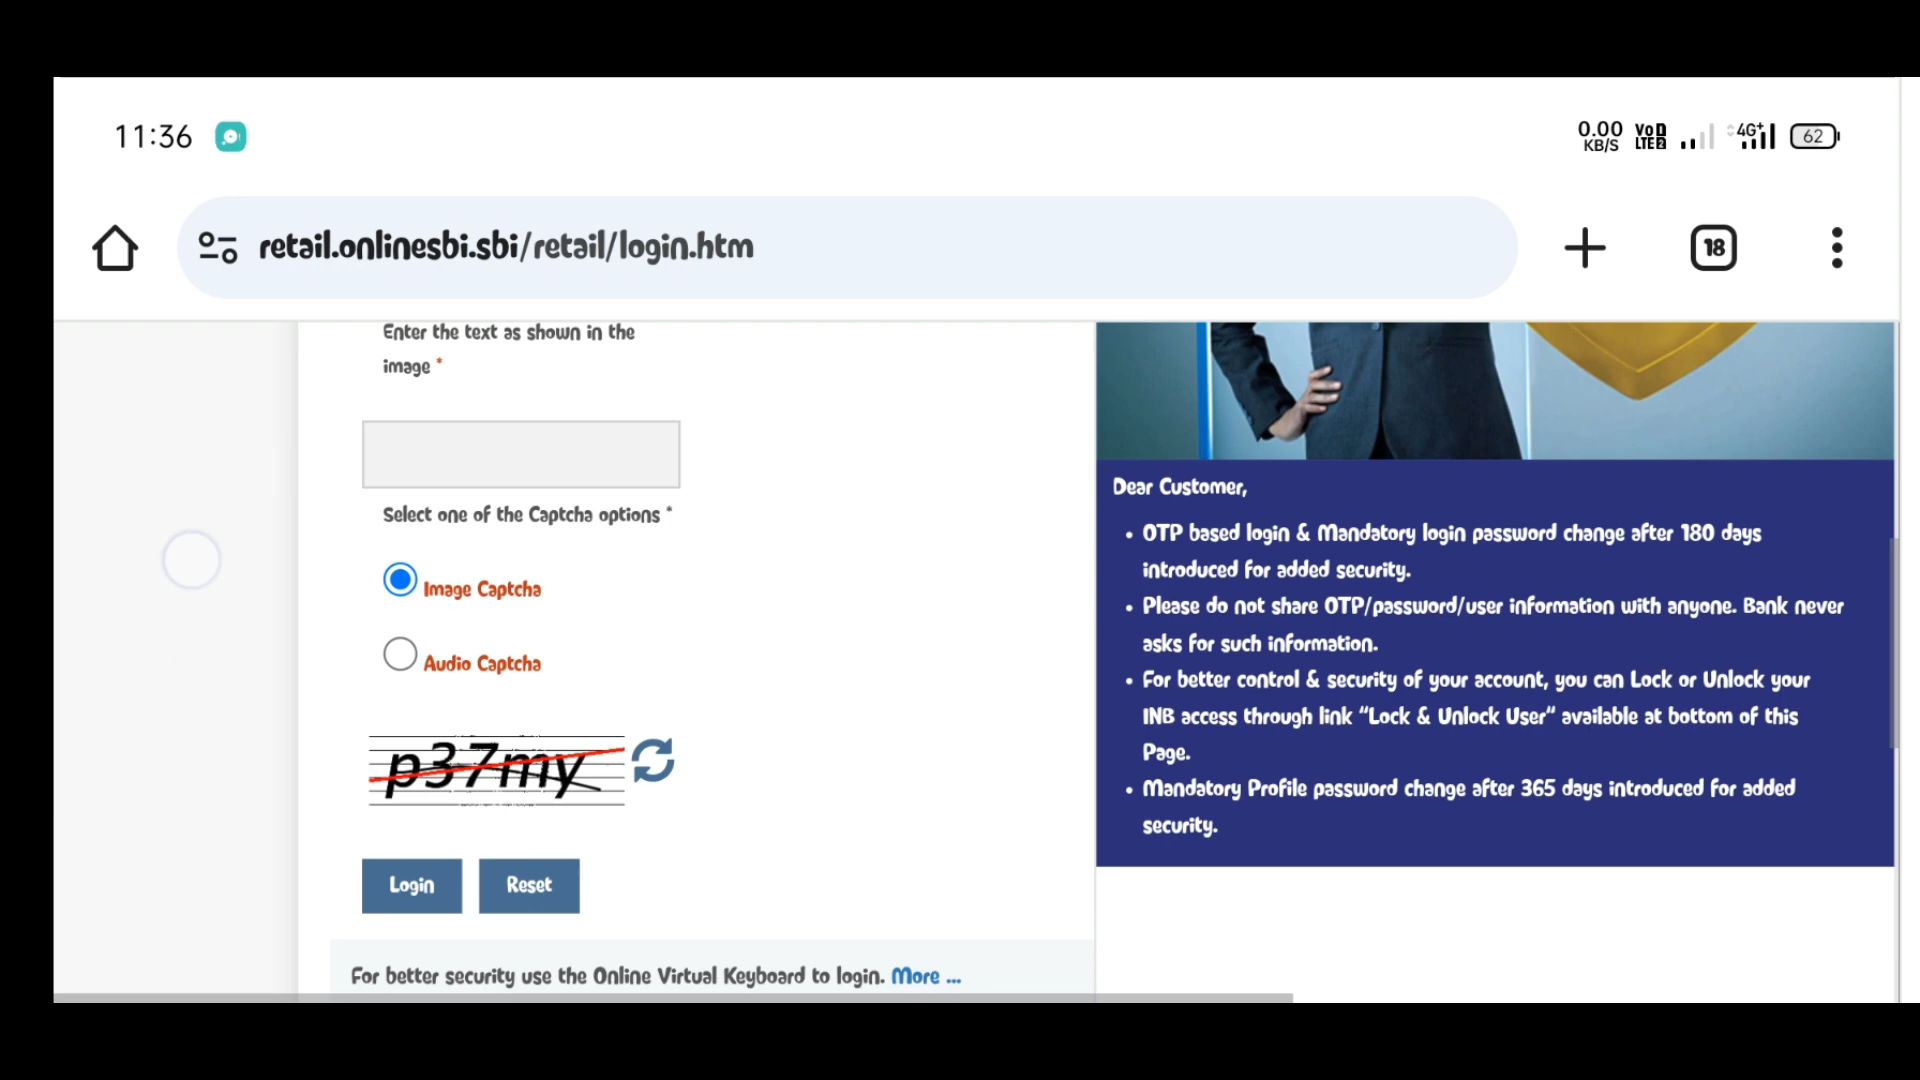 11:36
0.00
KB/S
VoD
LTE2
4G+
62
retail.onlinesbi.sbi/retail/login.htm
18
Enter the text as shown in the
image *
Select one of the Captcha options *
Image Captcha
Audio Captcha
p37my
Login
Reset
For better security use the Online Virtual Keyboard to login. More ...
Dear Customer,
• OTP based login & Mandatory login password change after 180 days
introduced for added security.
• Please do not share OTP/password/user information with anyone. Bank never
asks for such information.
• For better control & security of your account, you can Lock or Unlock your
INB access through link "Lock & Unlock User" available at bottom of this
Page.
• Mandatory Profile password change after 365 days introduced for added
security.